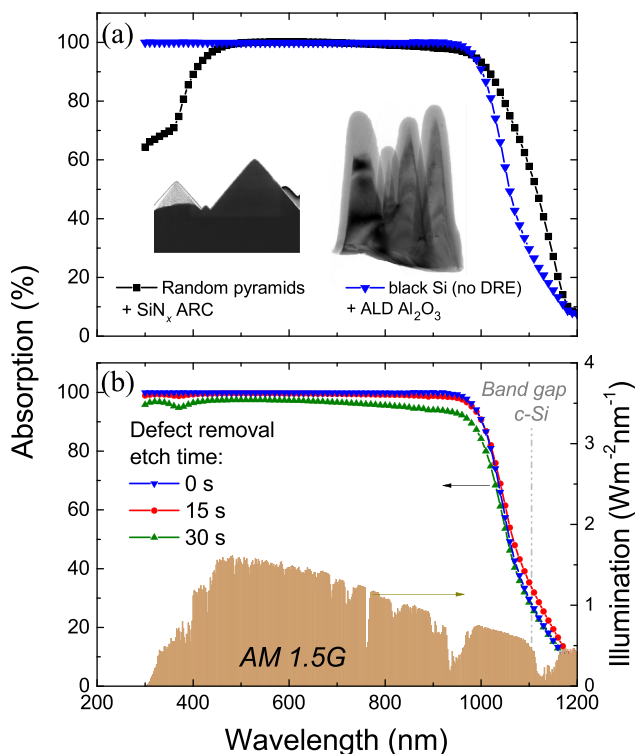 (a)
100
80
60
40
20
0
Random pyramids
+ SiNₓ ARC
black Si (no DRE)
+ ALD Al₂O₃
Absorption (%)
(b)
100
80
60
40
20
0
4
3
2
1
0
Illumination (Wm⁻²nm⁻¹)
Band gap
c-Si
Defect removal
etch time:
0 s
15 s
30 s
AM 1.5G
200 400 600 800 1000 1200
Wavelength (nm)